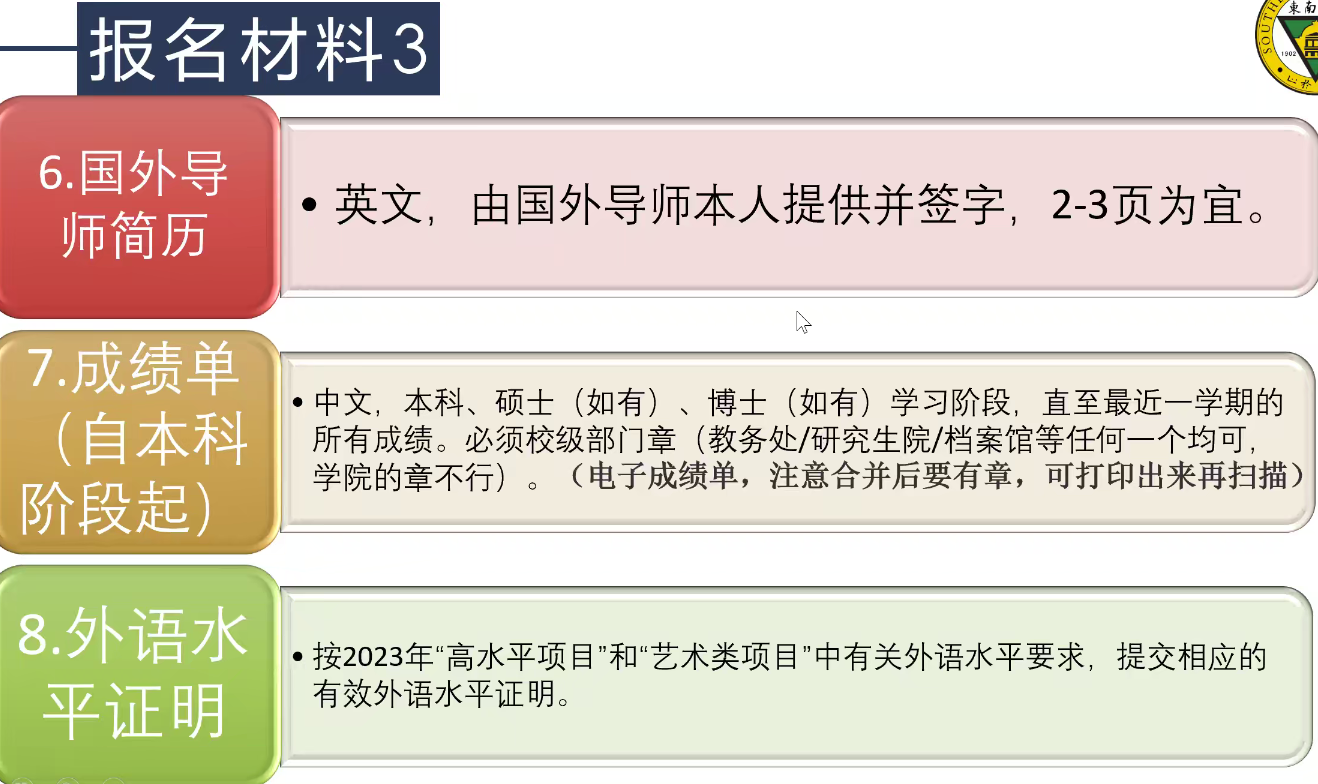 报名材料3
東南
SOUTHE
1902
6.国外导
师简历
• 英文，由国外导师本人提供并签字，2-3页为宜。
7.成绩单
（自本科
阶段起）
• 中文，本科、硕士（如有）、博士（如有）学习阶段，直至最近一学期的
所有成绩。必须校级部门章（教务处/研究生院/档案馆等任何一个均可，
学院的章不行）。（电子成绩单，注意合并后要有章，可打印出来再扫描）
8.外语水
平证明
• 按2023年“高水平项目”和“艺术类项目”中有关外语水平要求，提交相应的
有效外语水平证明。